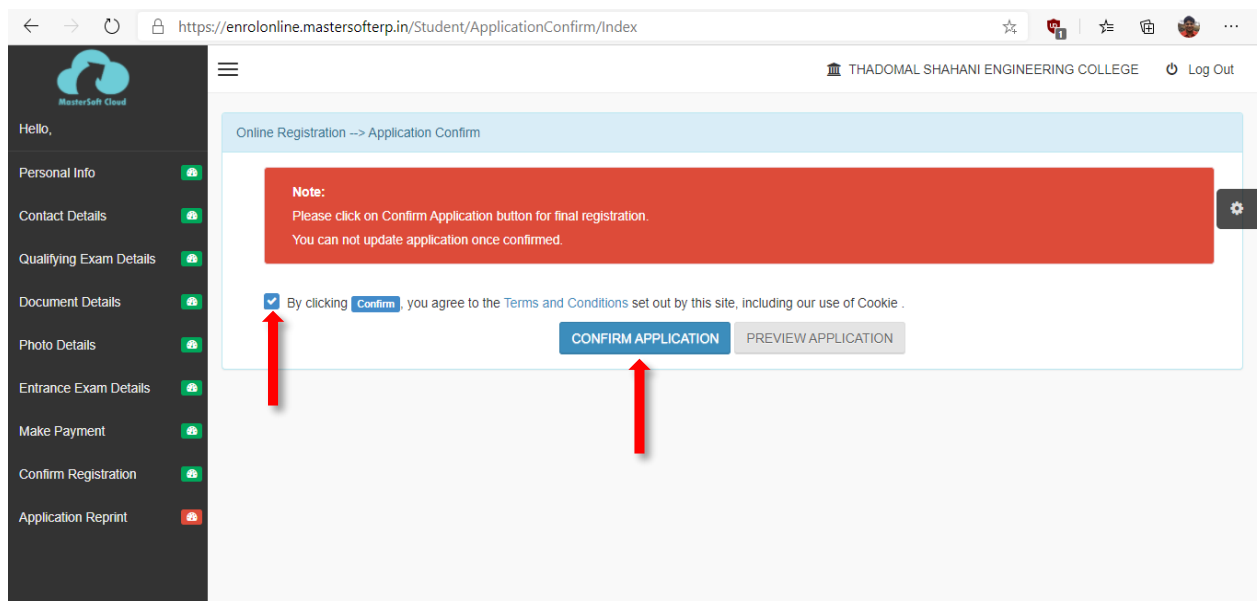 https://enrolonline.mastersofterp.in/Student/ApplicationConfirm/Index
1
MasterSoft Cloud
THADOMAL SHAHANI ENGINEERING COLLEGE Log Out
Hello,
Online Registration --> Application Confirm
Personal Info
Contact Details
Qualifying Exam Details
Document Details
Photo Details
Entrance Exam Details
Make Payment
Confirm Registration
Application Reprint
Note:
Please click on Confirm Application button for final registration.
You can not update application once confirmed.
By clicking Confirm , you agree to the Terms and Conditions set out by this site, including our use of Cookie .
CONFIRM APPLICATION PREVIEW APPLICATION